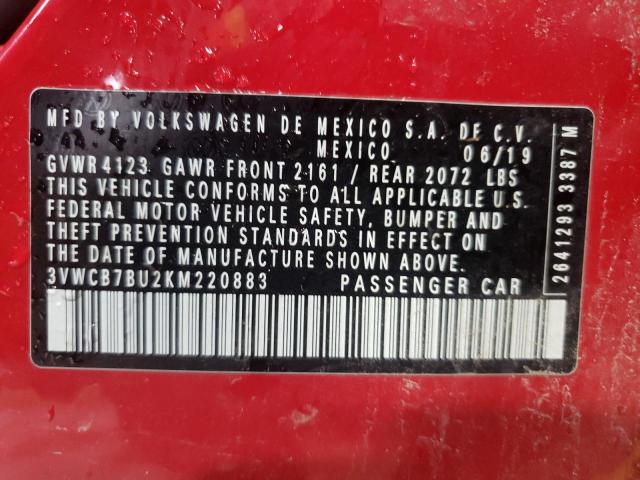 MFD BY VOLKSWAGEN DE MEXICO S.A. DE C.V.
MEXICO 06/19
GVWR 4123 GAWR FRONT 2161 / REAR 2072 LBS
THIS VEHICLE CONFORMS TO ALL APPLICABLE U.S.
FEDERAL MOTOR VEHICLE SAFETY, BUMPER AND
THEFT PREVENTION STANDARDS IN EFFECT ON
THE DATE OF MANUFACTURE SHOWN ABOVE.
3VWCB7BU2KM220883 PASSENGER CAR
2641293 3387 M